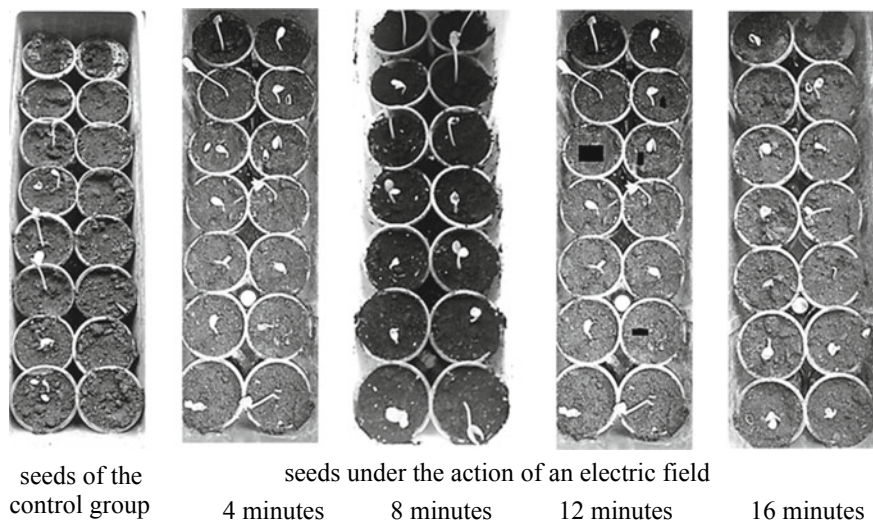 seeds of the
control group
seeds under the action of an electric field
4 minutes
8 minutes
12 minutes
16 minutes